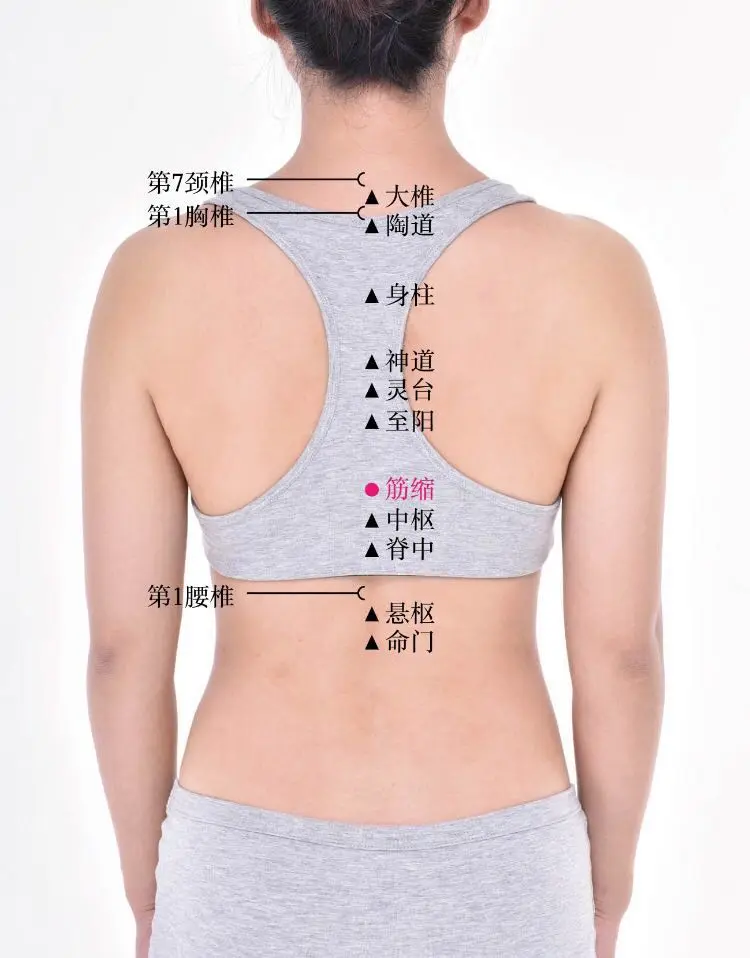 第7颈椎
大椎
第1胸椎
陶道
身柱
神道
灵台
至阳
筋缩
中枢
脊中
第1腰椎
悬枢
命门